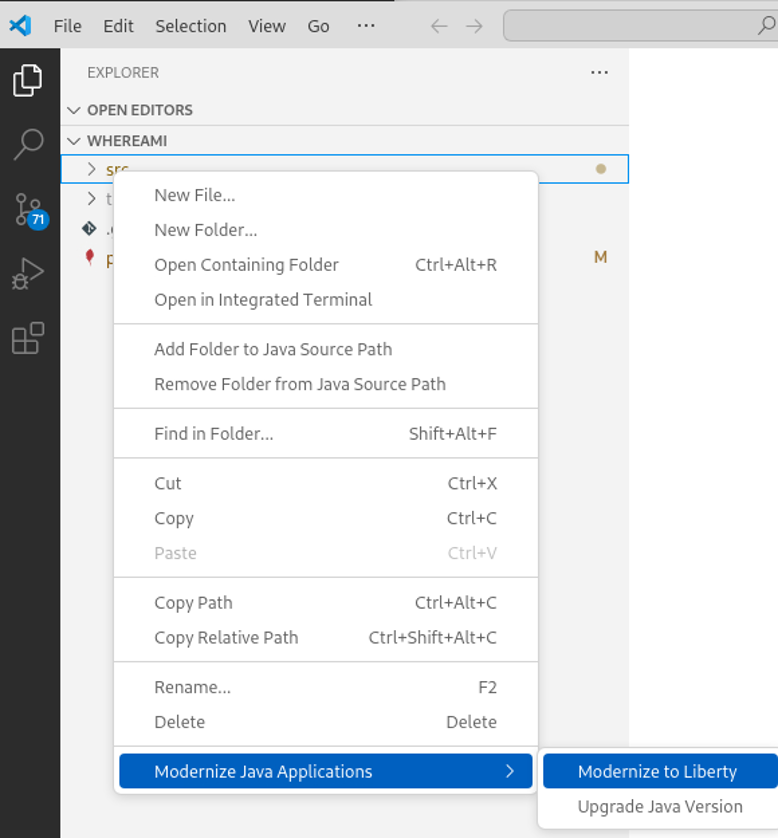 File Edit Selection View Go ···
EXPLORER ···
OPEN EDITORS
WHEREAMI
src
New File...
New Folder...
71
Open Containing Folder Ctrl+Alt+R
M
Open in Integrated Terminal
Add Folder to Java Source Path
Remove Folder from Java Source Path
Find in Folder... Shift+Alt+F
Cut Ctrl+X
Copy Ctrl+C
Paste Ctrl+V
Copy Path Ctrl+Alt+C
Copy Relative Path Ctrl+Shift+Alt+C
Rename... F2
Delete Delete
Modernize Java Applications
Modernize to Liberty
Upgrade Java Version